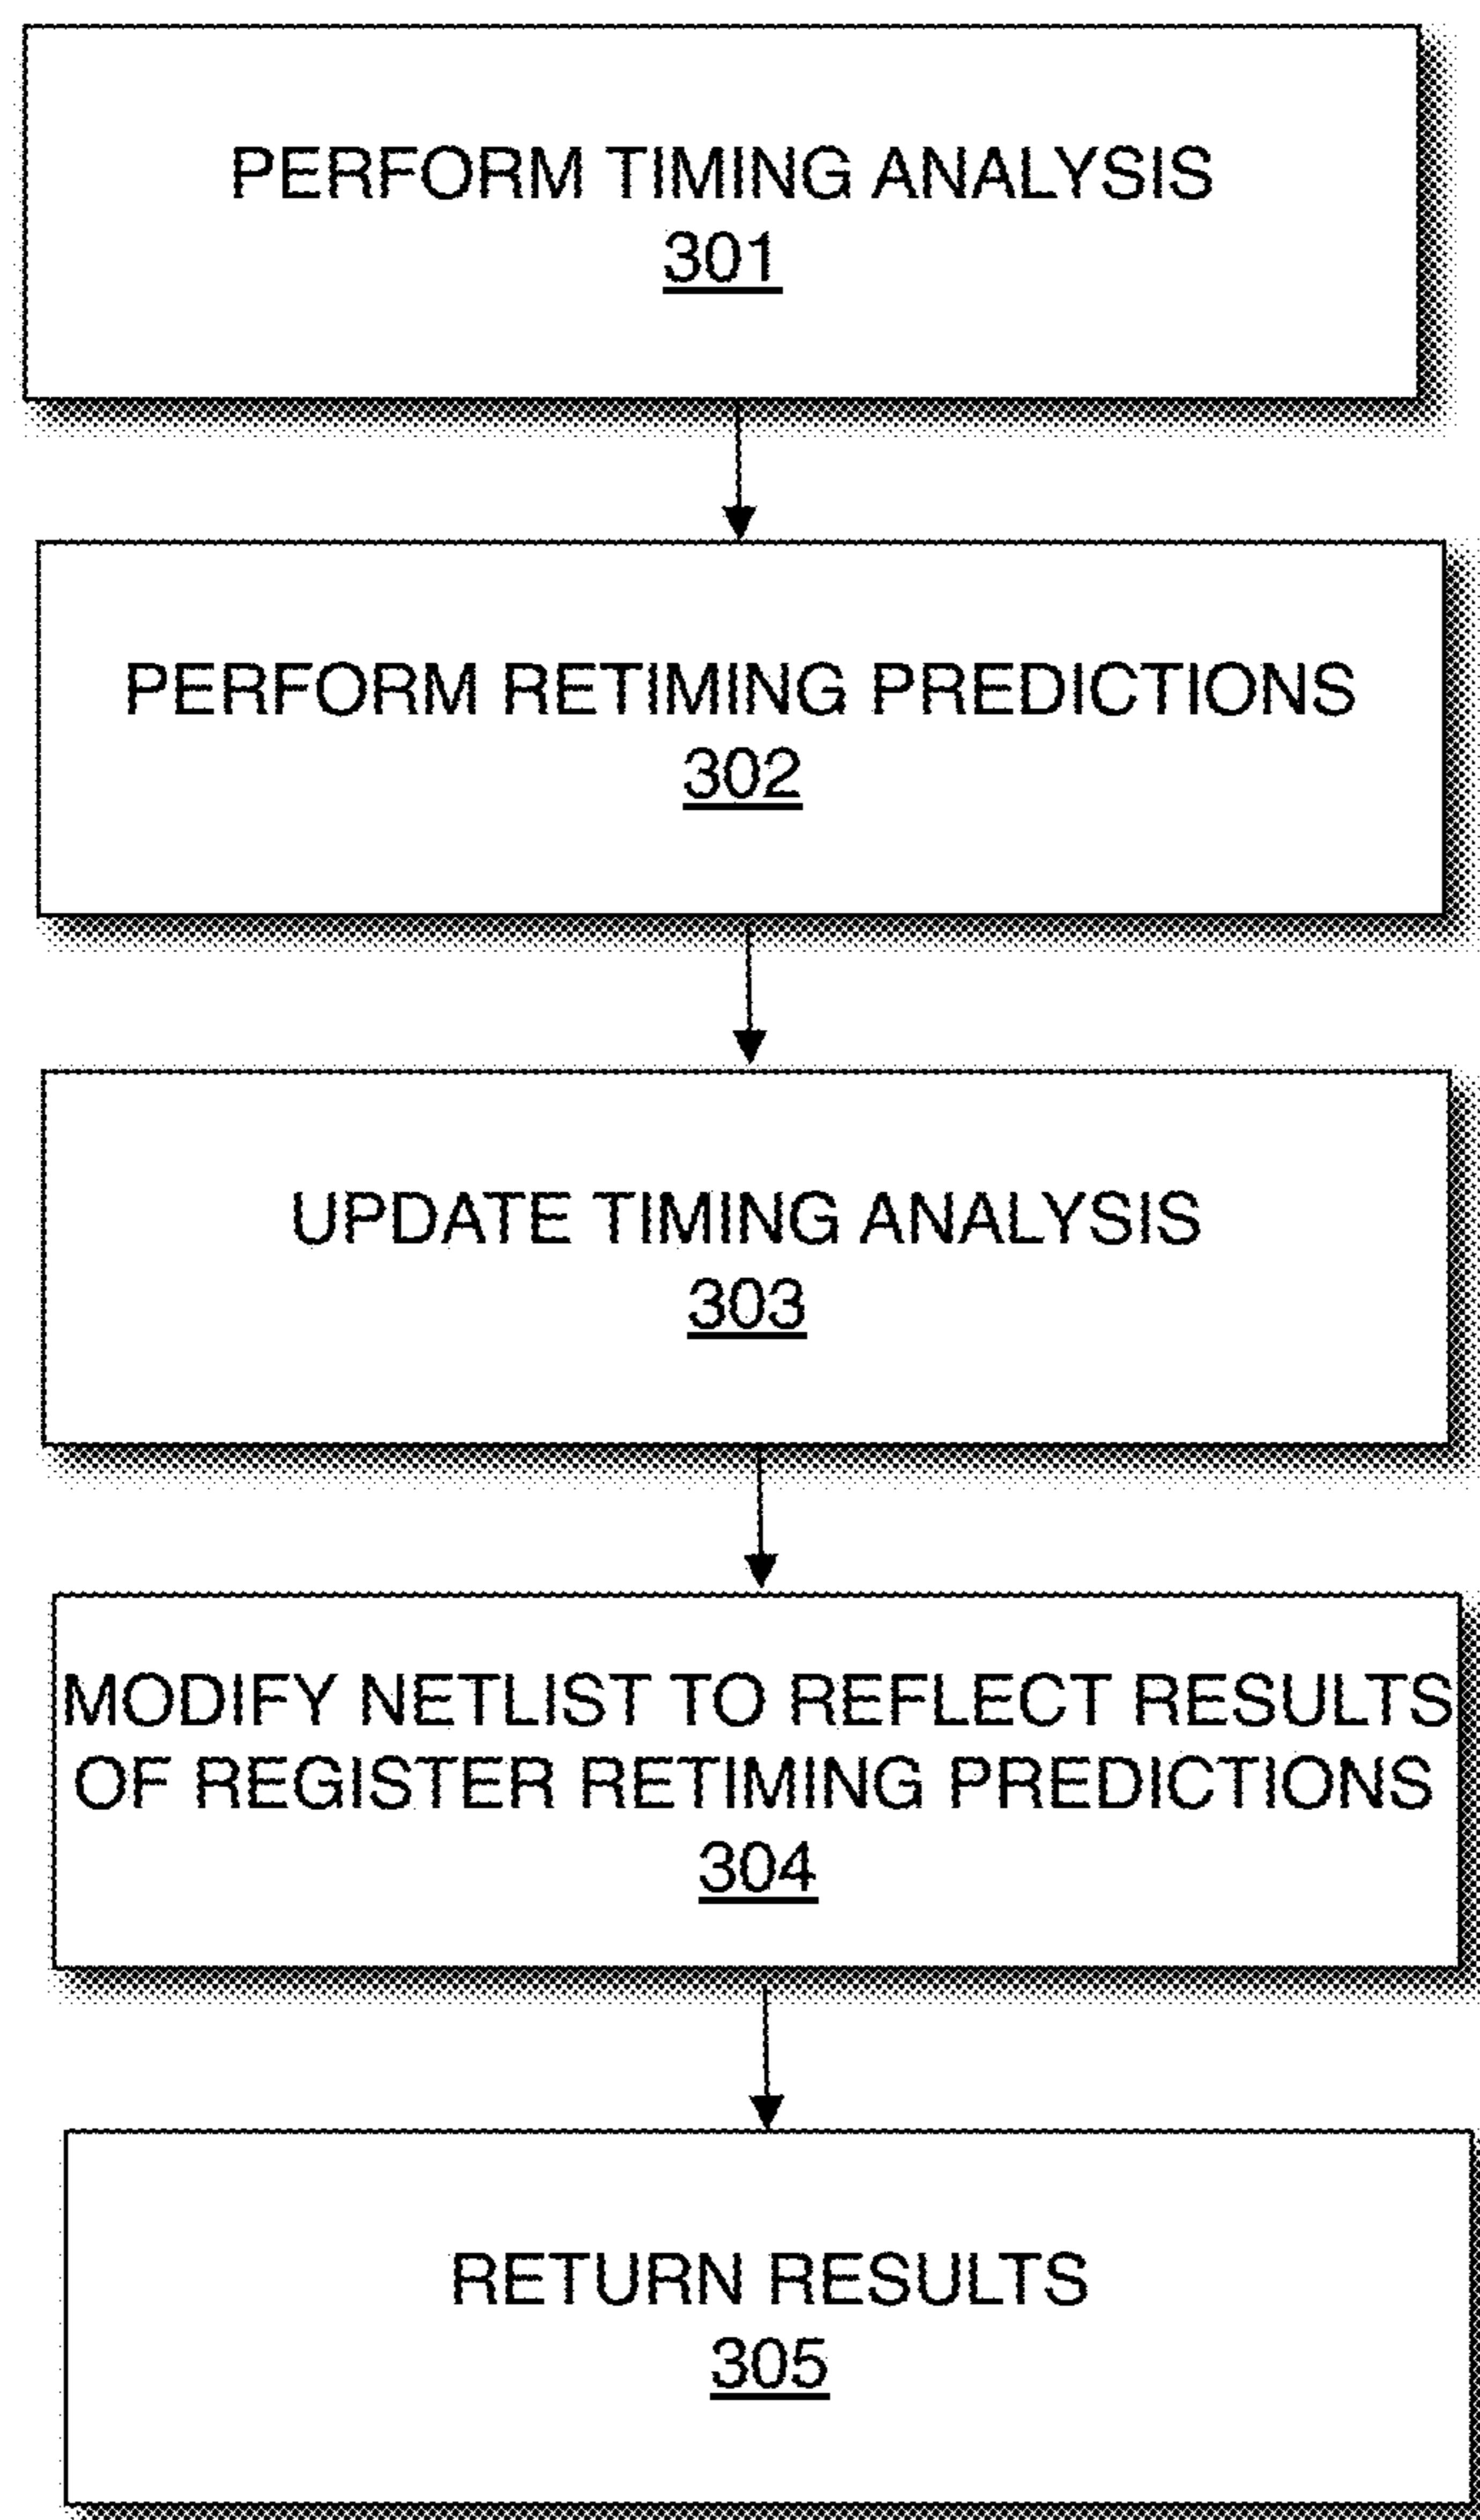 PERFORM TIMING ANALYSIS
301
PERFORM RETIMING PREDICTIONS
302
UPDATE TIMING ANALYSIS
303
MODIFY NETLIST TO REFLECT RESULTS
OF REGISTER RETIMING PREDICTIONS
304
RETURN RESULTS
305